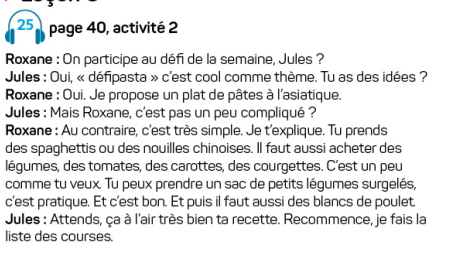 25 page 40, activité 2
Roxane : On participe au défi de la semaine, Jules ?
Jules : Oui, « défipasta » c'est cool comme thème. Tu as des idées ?
Roxane : Oui. Je propose un plat de pâtes à l'asiatique.
Jules : Mais Roxane, c'est pas un peu compliqué ?
Roxane : Au contraire, c'est très simple. Je t'explique. Tu prends
des spaghettis ou des nouilles chinoises. Il faut aussi acheter des
légumes, des tomates, des carottes, des courgettes. C'est un peu
comme tu veux. Tu peux prendre un sac de petits légumes surgelés,
c'est pratique. Et c'est bon. Et puis il faut aussi des blancs de poulet.
Jules : Attends, ça à l'air très bien ta recette. Recommence, je fais la
liste des courses.